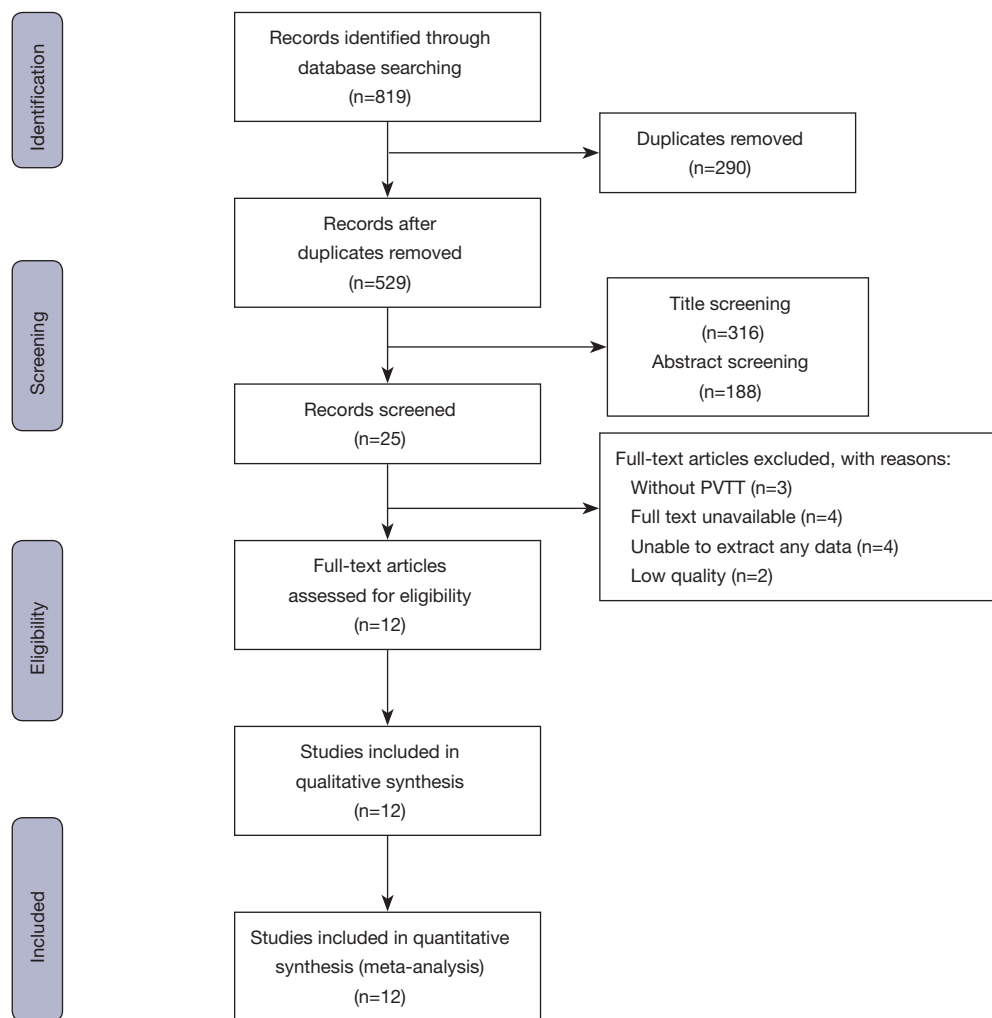 Identification
Records identified through
database searching
(n=819)
Duplicates removed
(n=290)
Records after
duplicates removed
(n=529)
Screening
Title screening
(n=316)
Abstract screening
(n=188)
Records screened
(n=25)
Full-text articles excluded, with reasons:
Without PVTT (n=3)
Full text unavailable (n=4)
Unable to extract any data (n=4)
Low quality (n=2)
Eligibility
Full-text articles
assessed for eligibility
(n=12)
Studies included in
qualitative synthesis
(n=12)
Included
Studies included in quantitative
synthesis (meta-analysis)
(n=12)